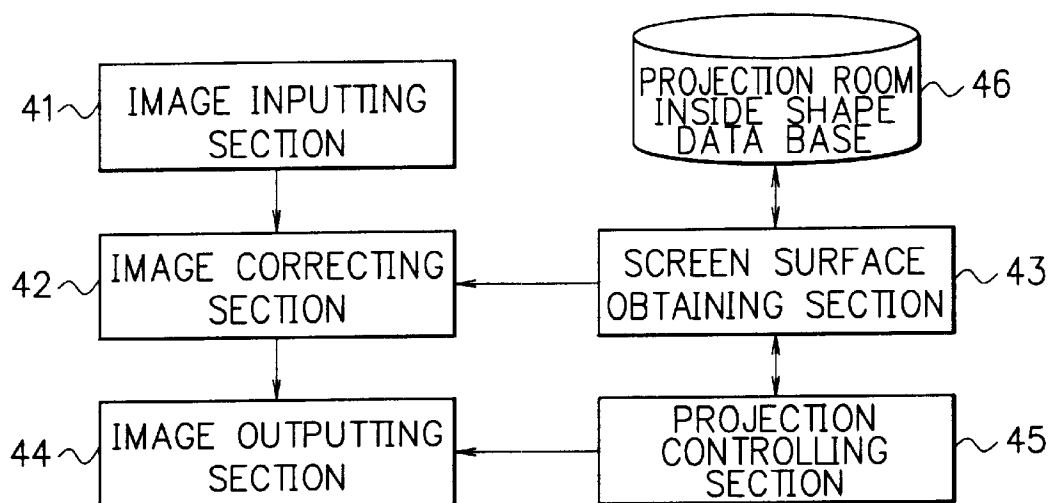 41
IMAGE INPUTTING
SECTION
PROJECTION ROOM
INSIDE SHAPE
DATA BASE
46
42
IMAGE CORRECTING
SECTION
SCREEN SURFACE
OBTAINING SECTION
43
44
IMAGE OUTPUTTING
SECTION
PROJECTION
CONTROLLING
SECTION
45